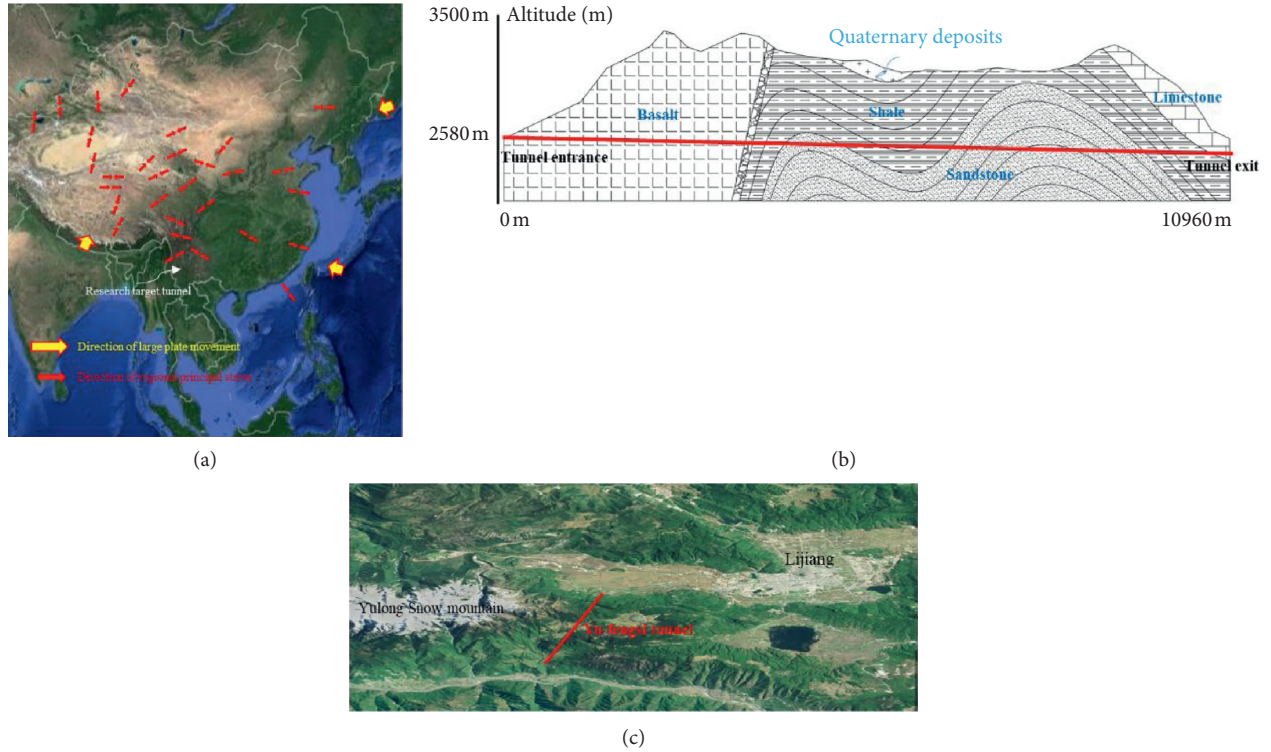 Research target tunnel
Direction of large plate movement
Direction of regional principal stress
(a)
3500 m
Altitude (m)
Quaternary deposits
Basalt
Shale
Limestone
2580 m
Tunnel entrance
Tunnel exit
Sandstone
0 m
10960 m
(b)
Lijiang
Yulong Snow mountain
Yu fengsi tunnel
(c)